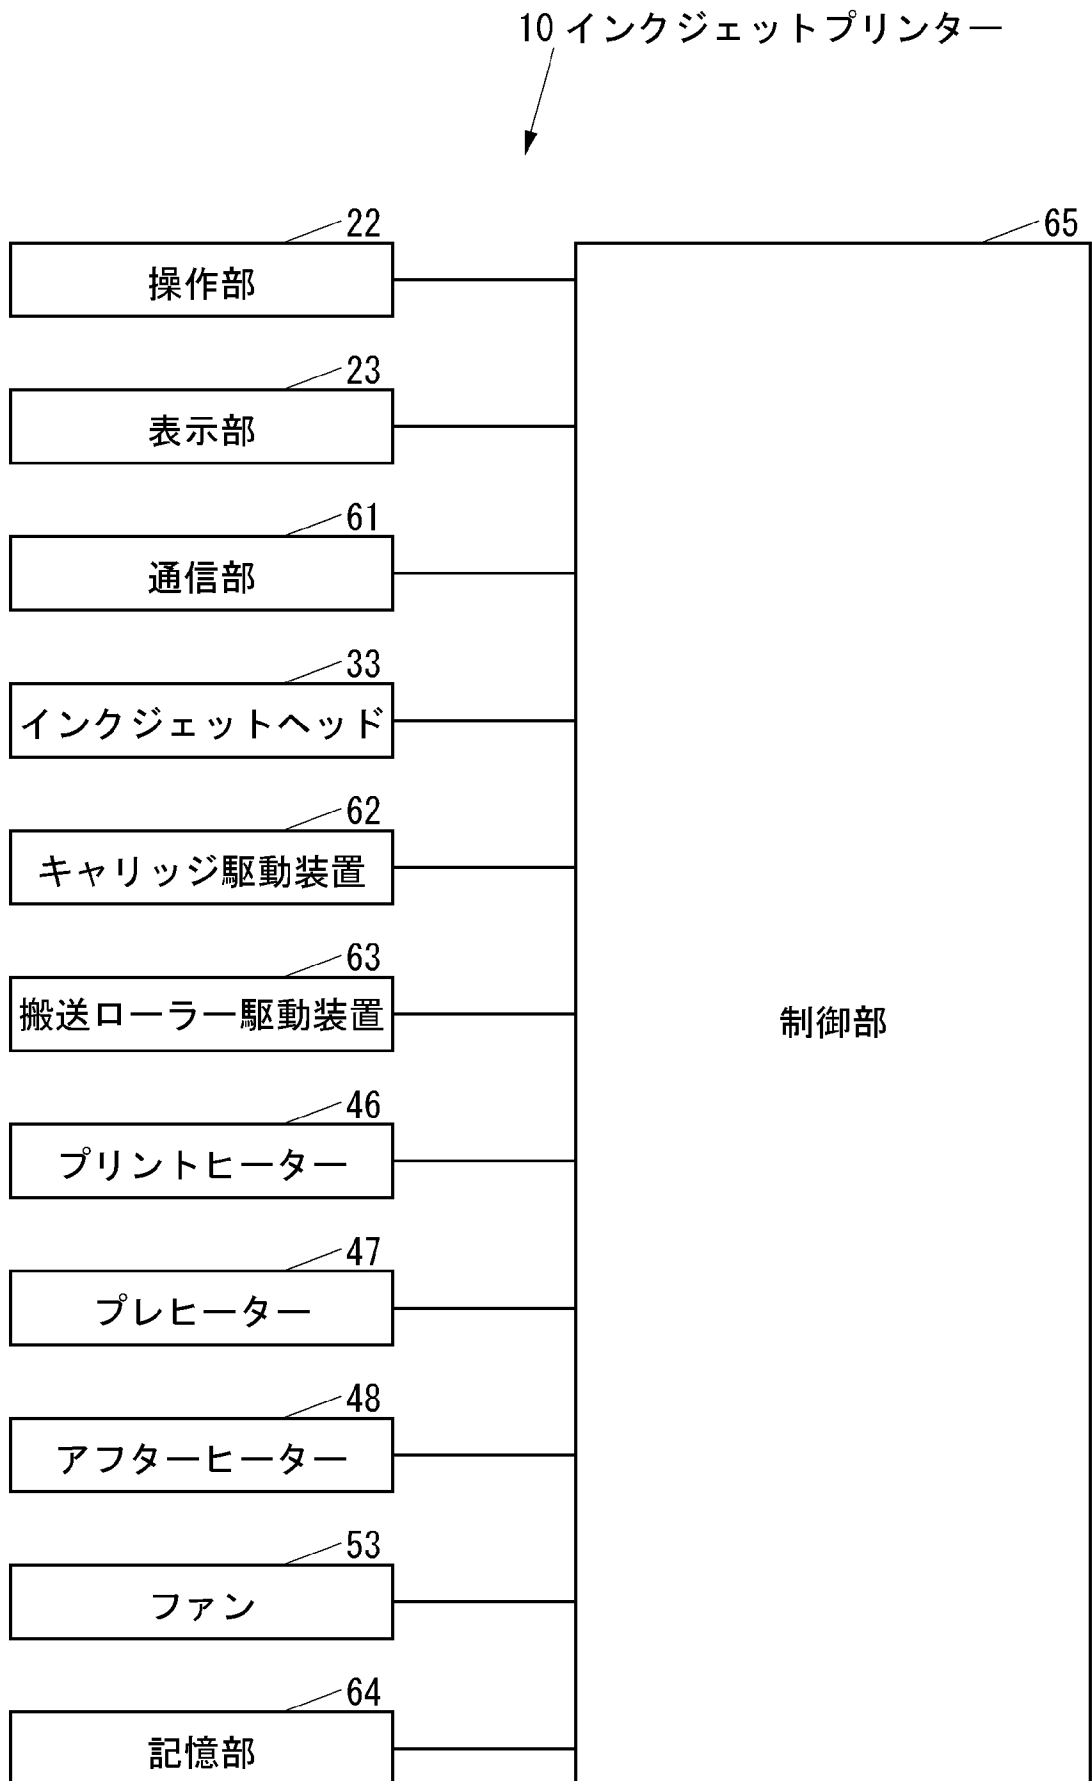 10 インクジェットプリンター
22
65
操作部
23
表示部
61
通信部
33
インクジェットヘッド
62
キャリッジ駆動装置
63
搬送ローラー駆動装置
制御部
46
プリントヒーター
47
プレヒーター
48
アフターヒーター
53
ファン
64
記憶部